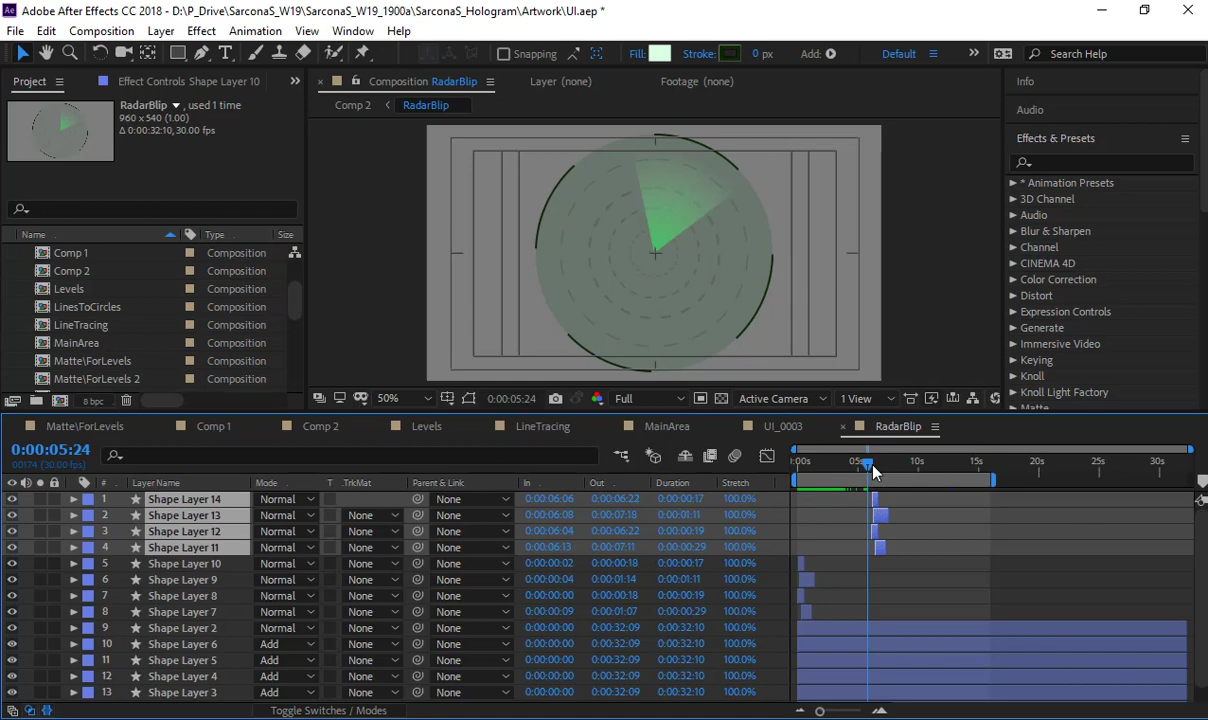 Adobe After Effects CC 2018 - D:\P_Drive\SarconaS_W19\SarconaS_W19_1900a\SarconaS_Hologram\Artwork\UI.aep *
File Edit Composition Layer Effect Animation View Window Help
Snapping Fill: Stroke: 0 px Add: Default Search Help
Project Effect Controls Shape Layer 10 Composition RadarBlip Layer (none) Footage (none) Info
RadarBlip , used 1 time
960 x 540 (1.00)
Δ 0:00:32:10, 30.00 fps
Comp 2 RadarBlip
Audio
Effects & Presets
* Animation Presets
3D Channel
Audio
Blur & Sharpen
Channel
CINEMA 4D
Color Correction
Distort
Expression Controls
Generate
Immersive Video
Keying
Knoll
Knoll Light Factory
Matte
Name Type Size
Comp 1 Composition
Comp 2 Composition
Levels Composition
LinesToCircles Composition
LineTracing Composition
MainArea Composition
Matte\ForLevels Composition
Matte\ForLevels 2 Composition
8 bpc
50% 0:00:05:24 Full Active Camera 1 View
Matte\ForLevels Comp 1 Comp 2 Levels LineTracing MainArea UI_0003 RadarBlip
0:00:05:24
00174 (30.00 fps)
:00s 05s 10s 15s 20s 25s 30s
# Layer Name Mode T .TrkMat Parent & Link In Out Duration Stretch
1 Shape Layer 14 Normal None 0:00:06:06 0:00:06:22 0:00:00:17 100.0%
2 Shape Layer 13 Normal None None 0:00:06:08 0:00:07:18 0:00:01:11 100.0%
3 Shape Layer 12 Normal None None 0:00:06:04 0:00:06:22 0:00:00:19 100.0%
4 Shape Layer 11 Normal None None 0:00:06:13 0:00:07:11 0:00:00:29 100.0%
5 Shape Layer 10 Normal None None 0:00:00:02 0:00:00:18 0:00:00:17 100.0%
6 Shape Layer 9 Normal None None 0:00:00:04 0:00:01:14 0:00:01:11 100.0%
7 Shape Layer 8 Normal None None 0:00:00:00 0:00:00:18 0:00:00:19 100.0%
8 Shape Layer 7 Normal None None 0:00:00:09 0:00:01:07 0:00:00:29 100.0%
9 Shape Layer 2 Normal None None 0:00:00:00 0:00:32:09 0:00:32:10 100.0%
10 Shape Layer 6 Add None None 0:00:00:00 0:00:32:09 0:00:32:10 100.0%
11 Shape Layer 5 Add None None 0:00:00:00 0:00:32:09 0:00:32:10 100.0%
12 Shape Layer 4 Add None None 0:00:00:00 0:00:32:09 0:00:32:10 100.0%
13 Shape Layer 3 Add None None 0:00:00:00 0:00:32:09 0:00:32:10 100.0%
Toggle Switches / Modes